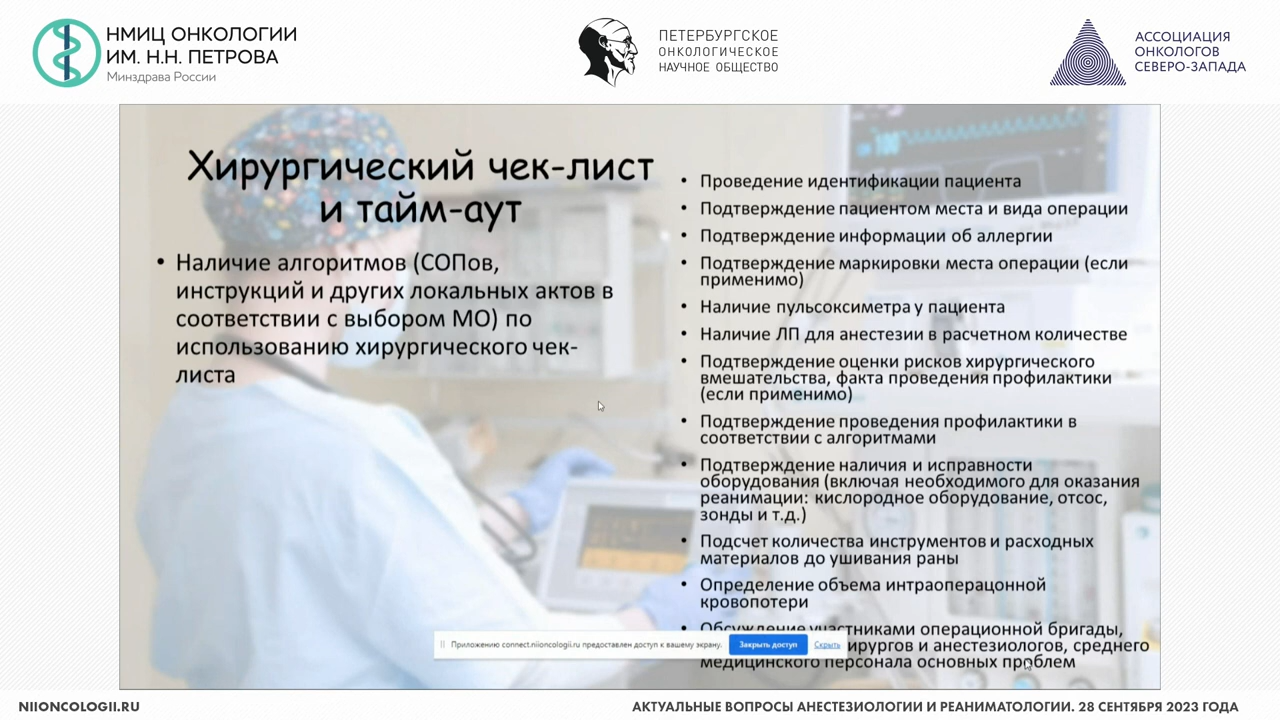 НМИЦ ОНКОЛОГИИ
ИМ. Н.Н. ПЕТРОВА
Минздрава России
ПЕТЕРБУРГСКОЕ
ОНКОЛОГИЧЕСКОЕ
НАУЧНОЕ ОБЩЕСТВО
АССОЦИАЦИЯ
ОНКОЛОГОВ
СЕВЕРО-ЗАПАДА
Хирургический чек-лист
и тайм-аут
• Наличие алгоритмов (СОПов,
инструкций и других локальных актов в
соответствии с выбором МО) по
использованию хирургического чек-
листа
100
• Проведение идентификации пациента
• Подтверждение пациентом места и вида операции
• Подтверждение информации об аллергии
• Подтверждение маркировки места операции (если
применимо)
• Наличие пульсоксиметра у пациента
• Наличие ЛП для анестезии в расчетном количестве
• Подтверждение оценки рисков хирургического
вмешательства, факта проведения профилактики
(если применимо)
• Подтверждение проведения профилактики в
соответствии с алгоритмами
• Подтверждение наличия и исправности
оборудования (включая необходимого для оказания
реанимации: кислородное оборудование, отсос,
зонды и т.д.)
• Подсчет количества инструментов и расходных
материалов до ушивания раны
• Определение объема интраоперацонной
кровопотери
• Обсуждение участниками операционной бригады,
ирургов и анестезиологов, среднего
медицинского персонала основных проблем
Приложению connect.niioncologii.ru предоставлен доступ к вашему экрану.
Закрыть доступ
Скрыть
NIIONCOLOGII.RU
АКТУАЛЬНЫЕ ВОПРОСЫ АНЕСТЕЗИОЛОГИИ И РЕАНИМАТОЛОГИИ. 28 СЕНТЯБРЯ 2023 ГОДА